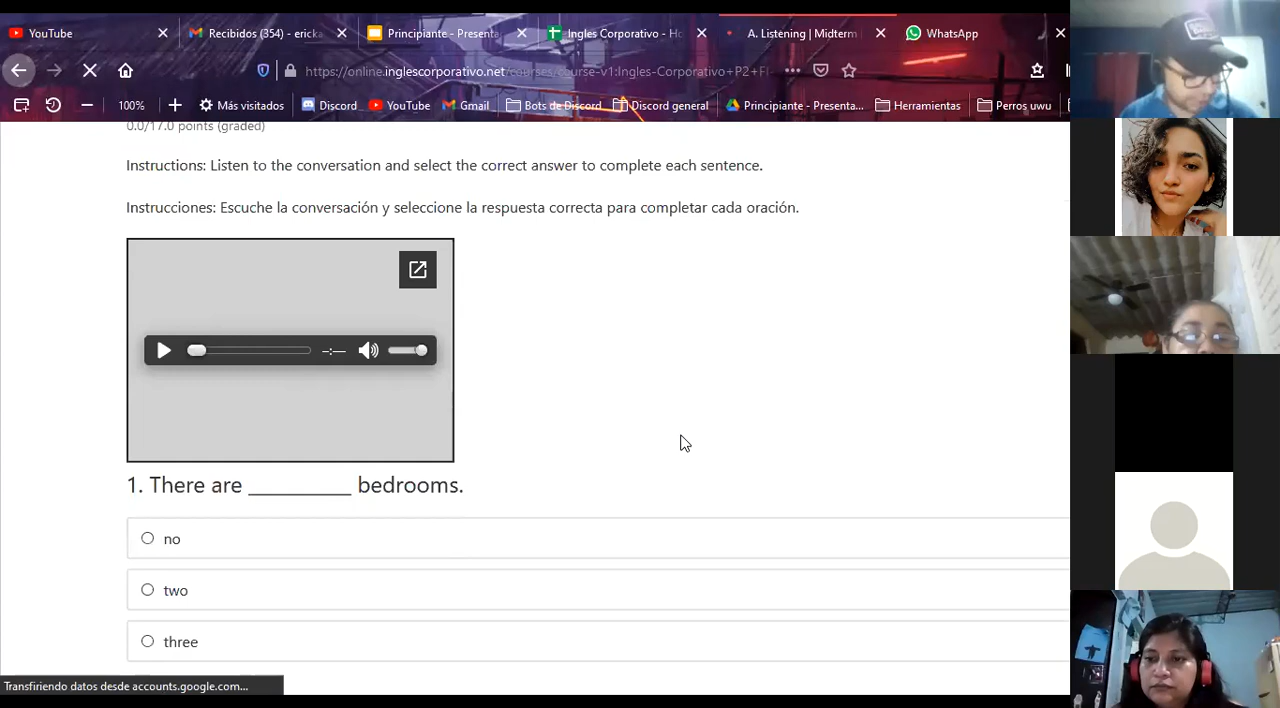 YouTube
Recibidos (354) - ericka
Principiante - Presenta
Ingles Corporativo - Ho
A. Listening | Midterm
WhatsApp
https://online.inglescorporativo.net/courses/course-v1:Ingles-Corporativo+P2+Fl
100%
Más visitados
Discord
YouTube
Gmail
Bots de Discord
Discord general
Principiante - Presenta...
Herramientas
Perros uwu
0.0/17.0 points (graded)
Instructions: Listen to the conversation and select the correct answer to complete each sentence.
Instrucciones: Escuche la conversación y seleccione la respuesta correcta para completar cada oración.
-:--
1. There are __________ bedrooms.
no
two
three
Transfiriendo datos desde accounts.google.com...